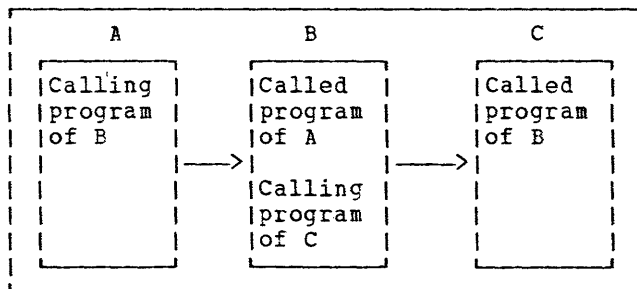 A B C
Calling Called Called
program program program
of B of A of B
Calling
program
of C